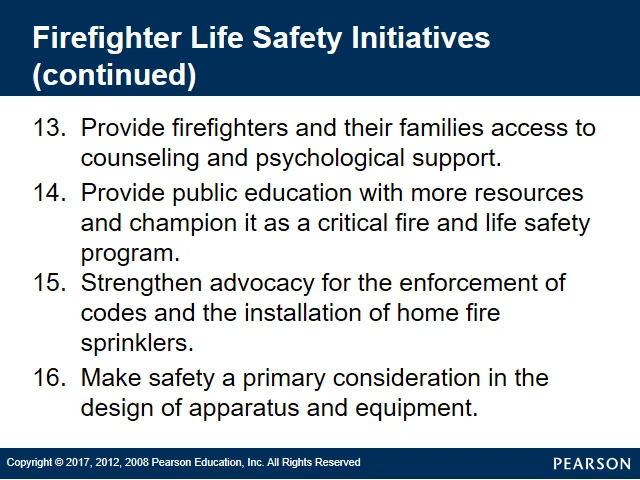 Firefighter Life Safety Initiatives
(continued)
13. Provide firefighters and their families access to
counseling and psychological support.
14. Provide public education with more resources
and champion it as a critical fire and life safety
program.
15. Strengthen advocacy for the enforcement of
codes and the installation of home fire
sprinklers.
16. Make safety a primary consideration in the
design of apparatus and equipment.
Copyright © 2017, 2012, 2008 Pearson Education, Inc. All Rights Reserved
PEARSON